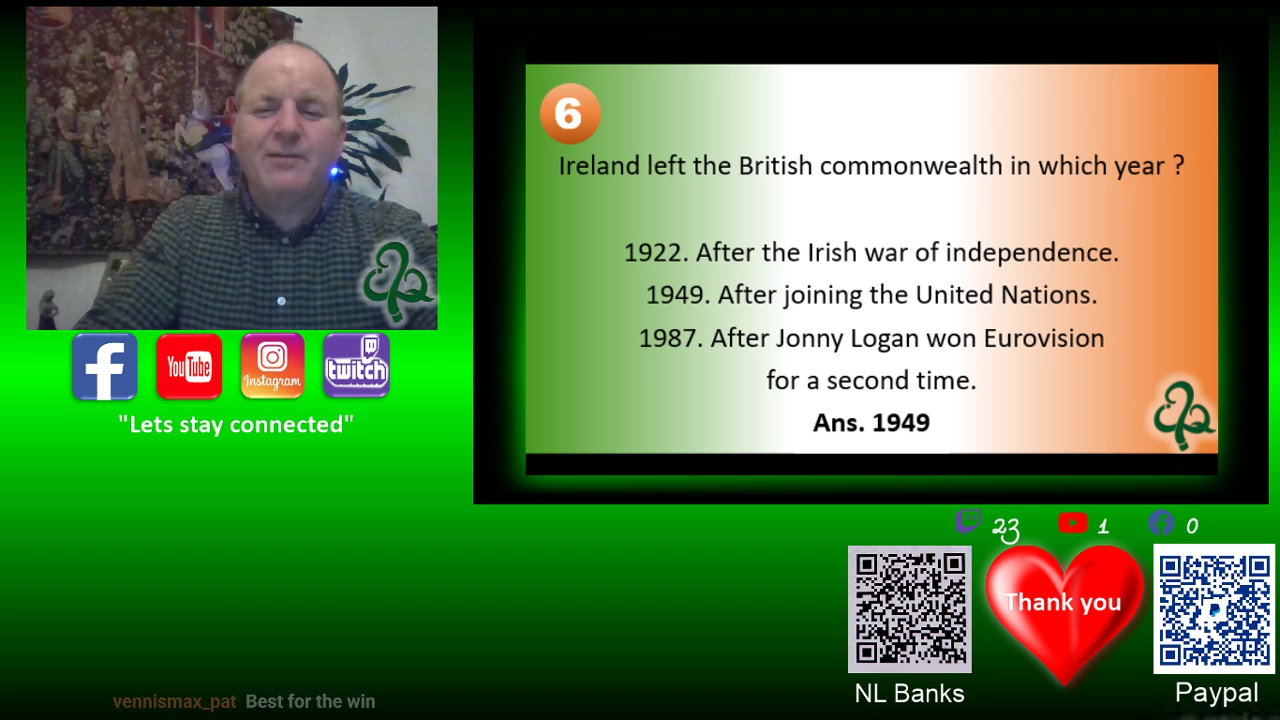 6
Ireland left the British commonwealth in which year ?
1922. After the Irish war of independence.
1949. After joining the United Nations.
1987. After Jonny Logan won Eurovision
for a second time.
Ans. 1949
f
YouTube
Instagram
twitch
"Lets stay connected"
23 1 0
Thank you
NL Banks
Paypal
vennismax_pat Best for the win